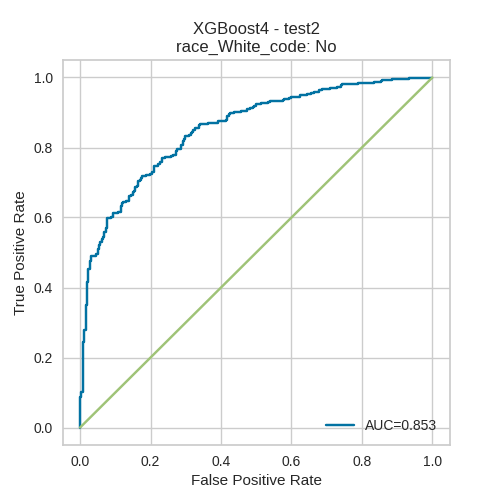 XGBoost4 - test2
race_White_code: No
True Positive Rate
1.0
0.8
0.6
0.4
0.2
0.0
AUC=0.853
0.0 0.2 0.4 0.6 0.8 1.0
False Positive Rate